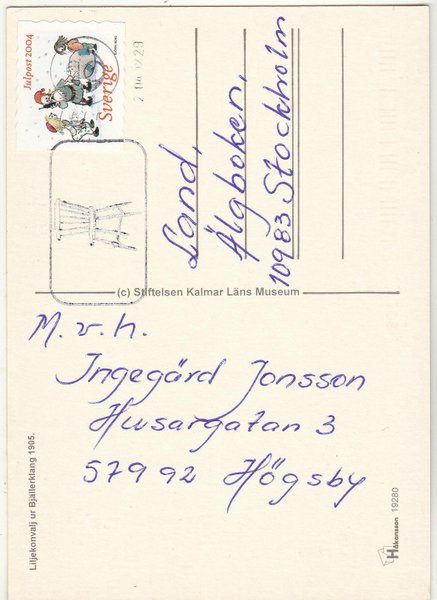 Julpost 2004
Sverige
Land,
Älgboken,
10983 Stockholm
(c) Stiftelsen Kalmar Läns Museum
M.v.h.
Ingegärd Jonsson
Husargatan 3
579 92 Högsby
Liljekonvalj ur Bjällerklang 1905.
Håkonsson 19280